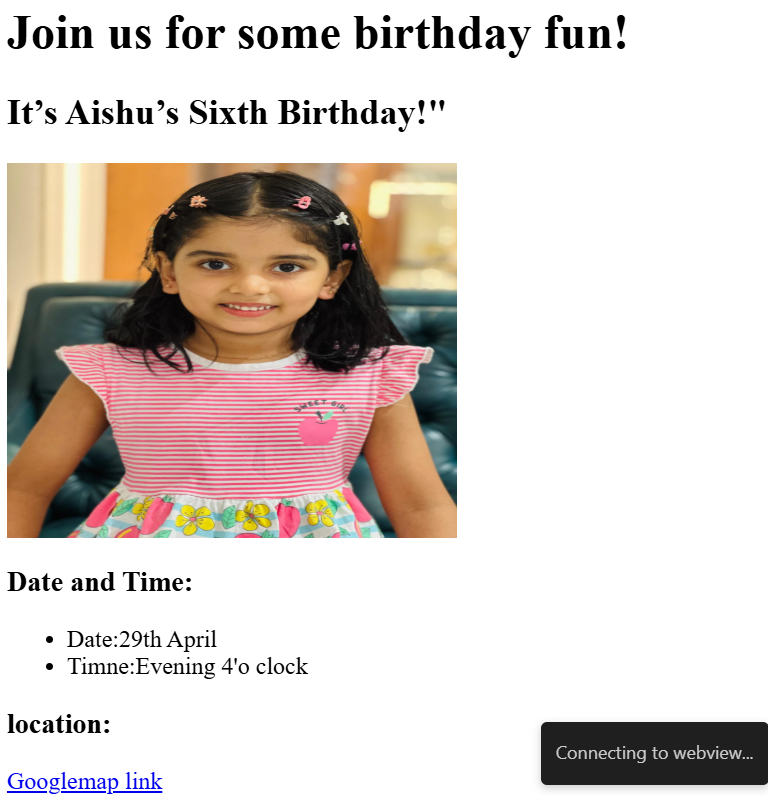 Join us for some birthday fun!
It’s Aishu’s Sixth Birthday!"
SWEET GIRL
Date and Time:
Date:29th April
Timne:Evening 4'o clock
location:
Googlemap link
Connecting to webview...